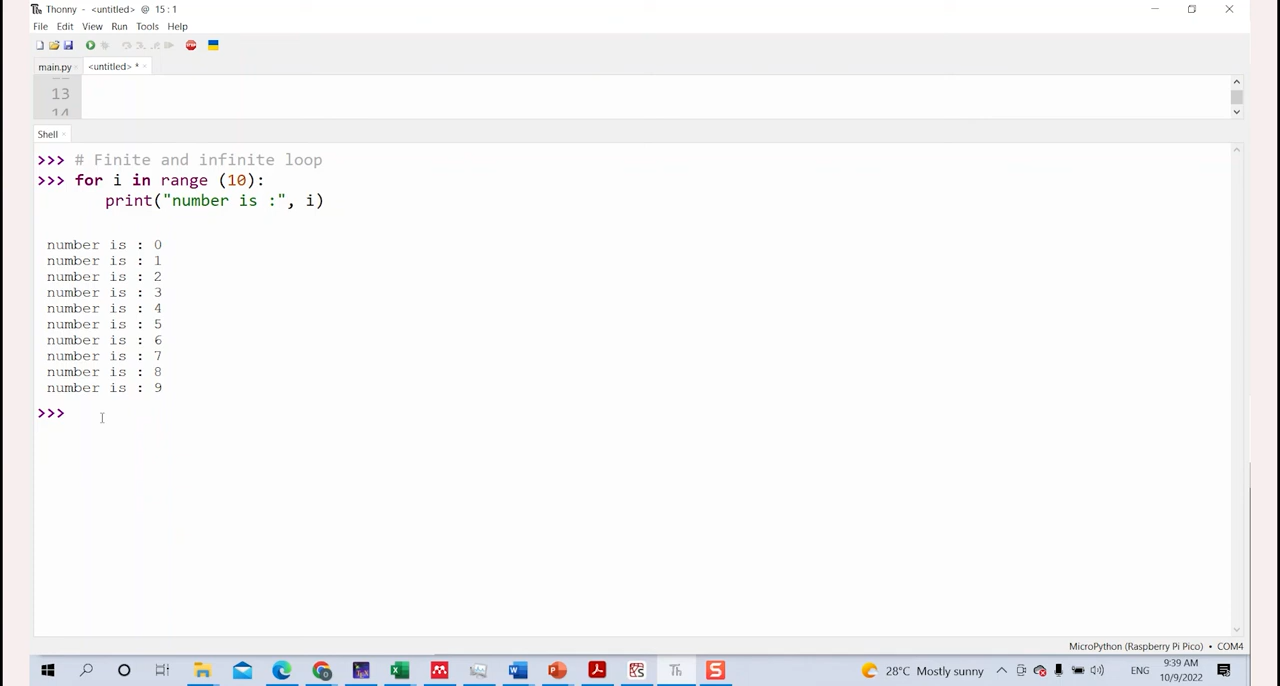 Thonny - <untitled> @ 15 : 1
File Edit View Run Tools Help
main.py <untitled> *
13
14
Shell
>>> # Finite and infinite loop
>>> for i in range (10):
print("number is :", i)
number is : 0
number is : 1
number is : 2
number is : 3
number is : 4
number is : 5
number is : 6
number is : 7
number is : 8
number is : 9
>>>
MicroPython (Raspberry Pi Pico) • COM4
28°C Mostly sunny ENG 9:39 AM
10/9/2022